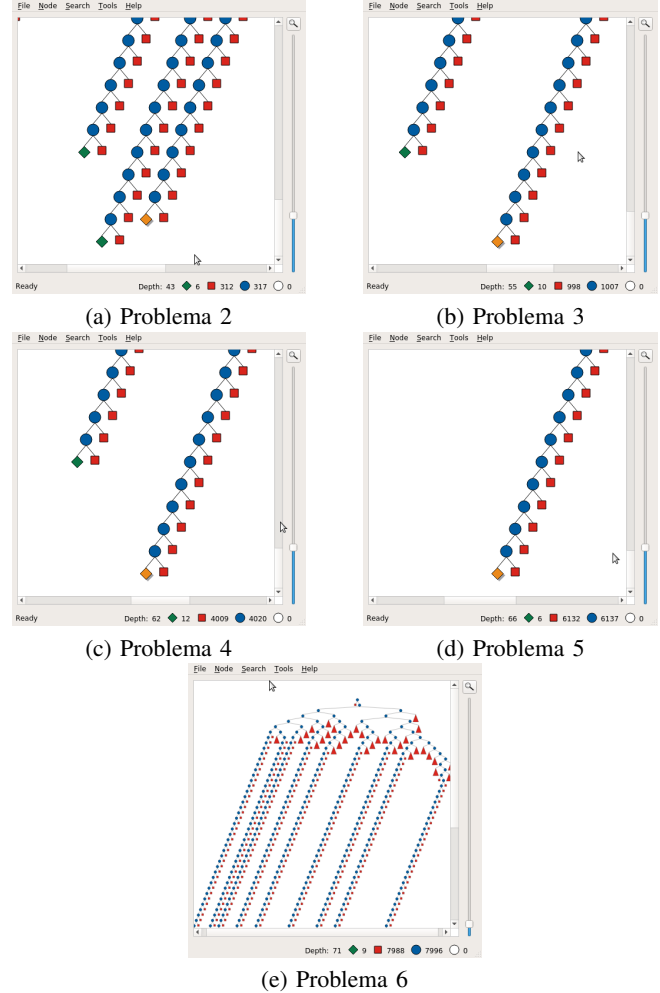 File Node Search Tools Help
File Node Search Tools Help
Ready Depth: 43 6 312 317 0
Ready Depth: 55 10 998 1007 0
(a) Problema 2
(b) Problema 3
File Node Search Tools Help
File Node Search Tools Help
Ready Depth: 62 12 4009 4020 0
Ready Depth: 66 6 6132 6137 0
(c) Problema 4
(d) Problema 5
File Node Search Tools Help
Depth: 71 9 7988 7996 0
(e) Problema 6